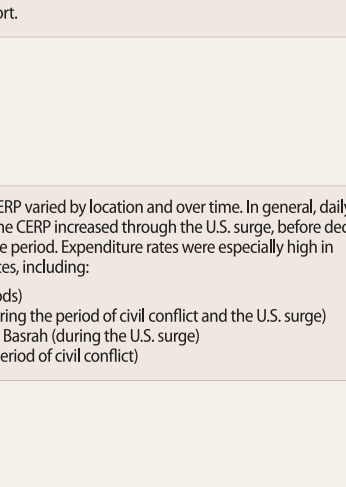 ort.
ERP varied by location and over time. In general, daily
he CERP increased through the U.S. surge, before dec
e period. Expenditure rates were especially high in
ces, including:
ods)
ring the period of civil conflict and the U.S. surge)
Basrah (during the U.S. surge)
eriod of civil conflict)